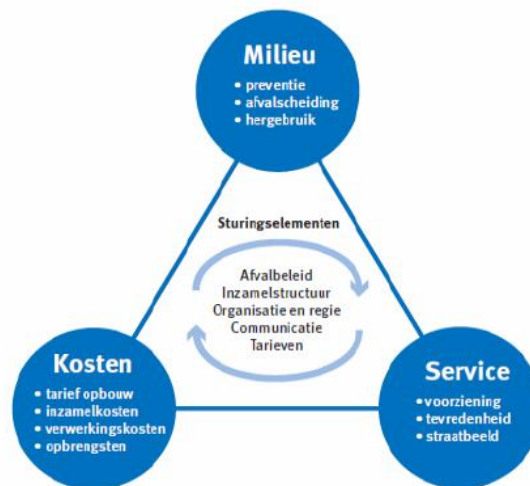 Milieu
• preventie
• afvalscheiding
• hergebruik
Sturingselementen
Afvalbeleid
Inzamelstructuur
Organisatie en regie
Communicatie
Tarieven
Kosten
• tarief opbouw
• inzamelkosten
• verwerkingskosten
• opbrengsten
Service
• voorziening
• tevredenheid
• straatbeeld